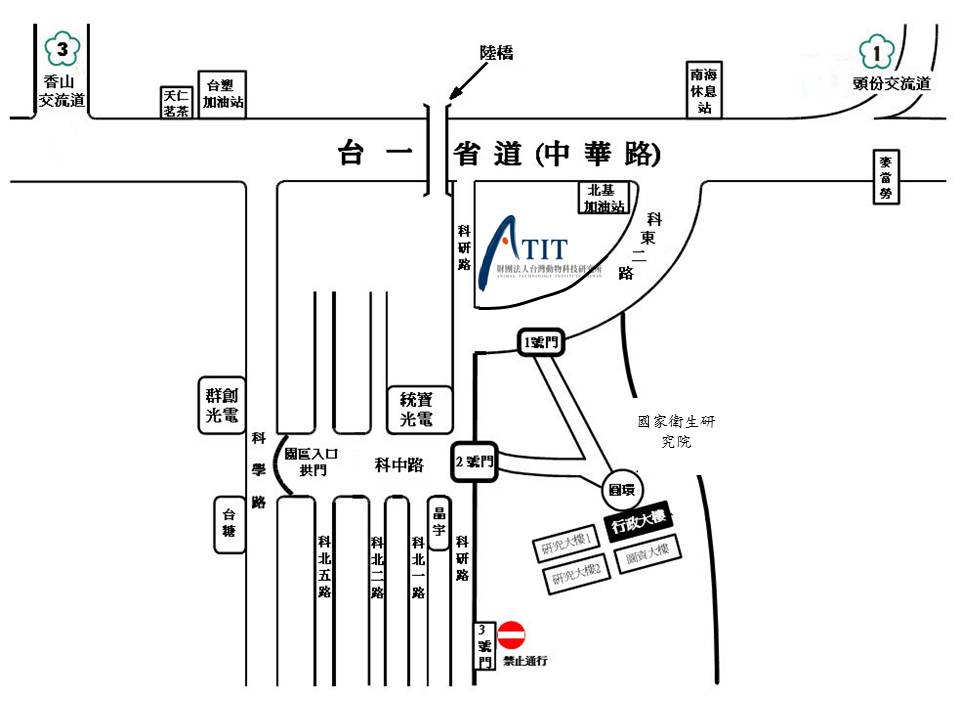 3
香山
交流道
天仁
茗茶
台塑
加油站
陸橋
南海
休息
站
1
頭份交流道
台一省道(中華路)
麥當勞
北基
加油站
科東二路
科研路
ATIT
財團法人台灣動物科技研究所
ANIMAL TECHNOLOGY INSTITUTE TAIWAN
1號門
群創
光電
統寶
光電
國家衛生研
究院
科學路
園區入口
拱門
科中路
2號門
圓環
台糖
晶宇
行政大樓
研究大樓1
圖資大樓
研究大樓2
科北五路
科北二路
科北一路
科研路
3號門
禁止通行